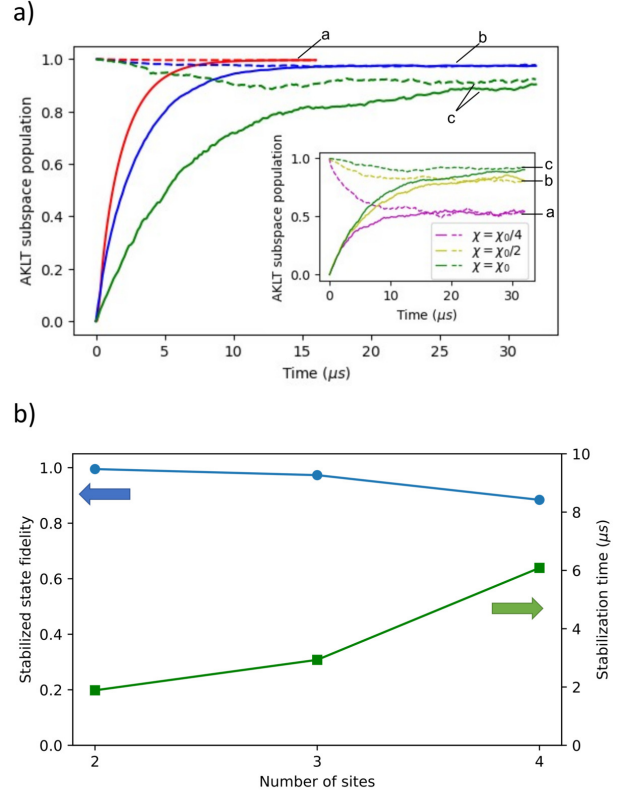 a)
a
b
c
AKLT subspace population
1.0
0.8
0.6
0.4
0.2
0.0
0
5
10
15
20
25
30
Time (μs)
AKLT subspace population
1.0
0.5
0.0
c
b
a
χ = χ₀/4
χ = χ₀/2
χ = χ₀
0
10
20
30
Time (μs)
b)
Stabilized state fidelity
1.0
0.8
0.6
0.4
0.2
0.0
10
8
6
4
2
0
Stabilization time (μs)
2
3
4
Number of sites